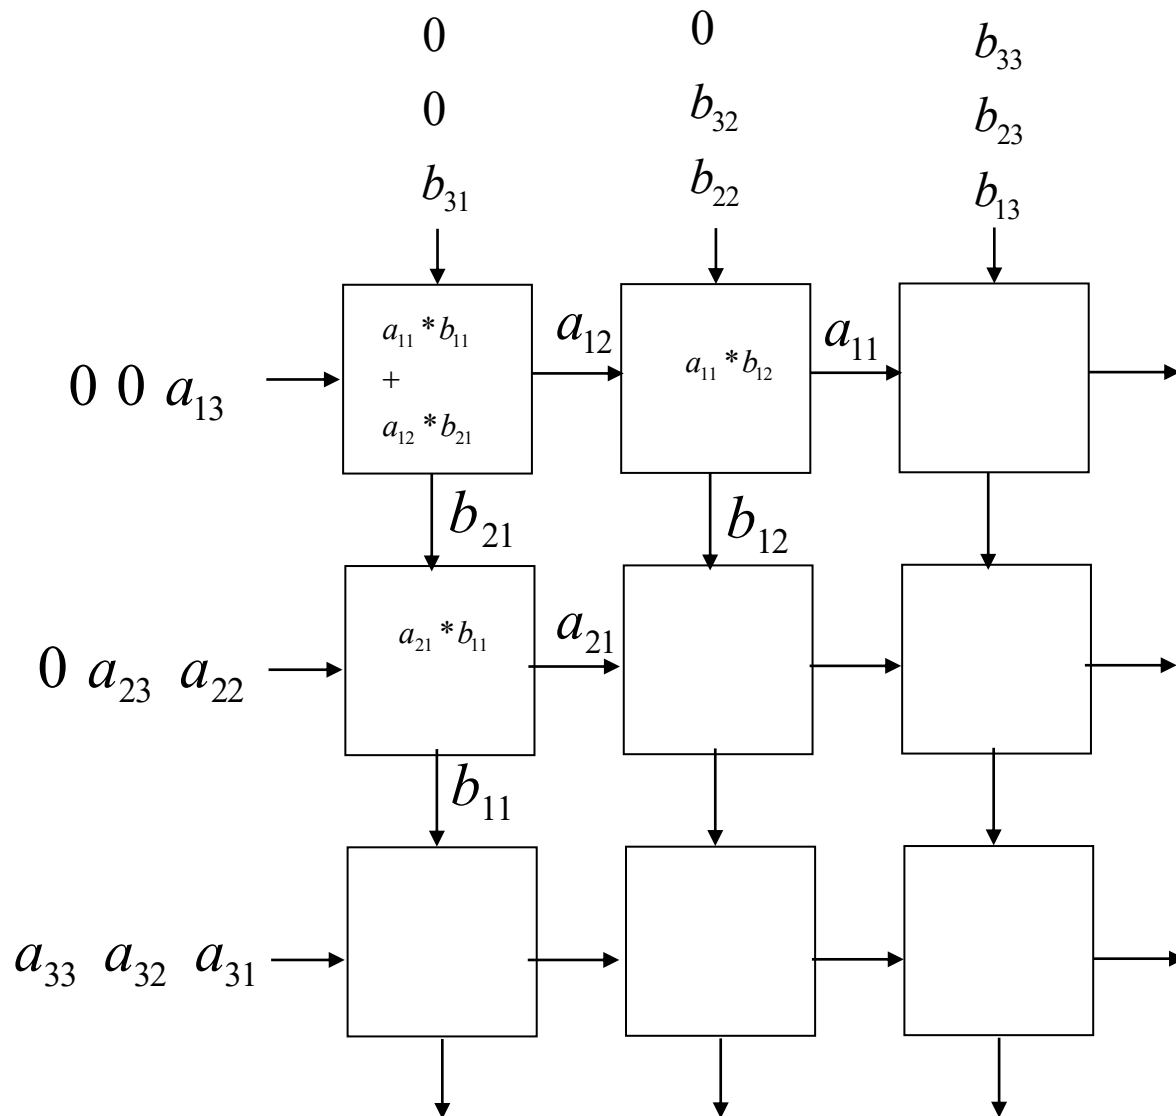 0 0 b₃₃
0 b₃₂ b₂₃
b₃₁ b₂₂ b₁₃
a₁₁ * b₁₁
+
a₁₂ * b₂₁
a₁₂
a₁₁ * b₁₂
a₁₁
0 0 a₁₃
b₂₁ b₁₂
0 a₂₃ a₂₂
a₂₁ * b₁₁
a₂₁
b₁₁
a₃₃ a₃₂ a₃₁